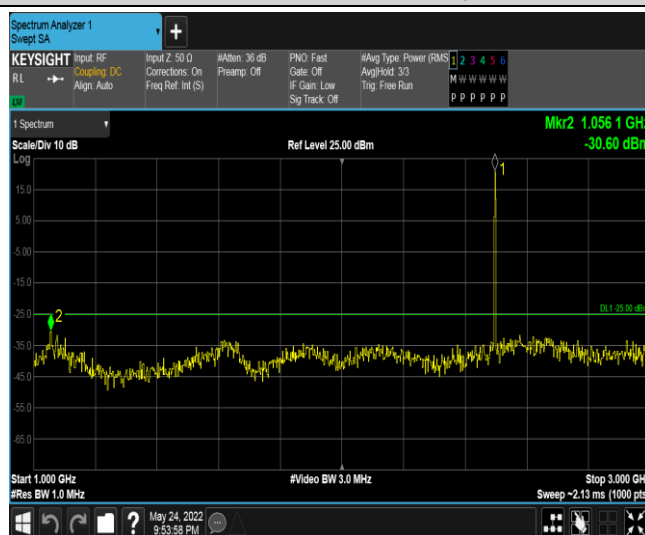 Spectrum Analyzer 1
Swept SA
KEYSIGHT
RL
Input: RF
Coupling: DC
Align: Auto
Input Z: 50 Ω
Corrections: On
Freq Ref: Int (S)
#Atten: 36 dB
Preamp: Off
PNO: Fast
Gate: Off
IF Gain: Low
Sig Track: Off
#Avg Type: Power (RMS
Avg|Hold: 3/3
Trig: Free Run
1 2 3 4 5 6
M W W W W W
P P P P P P
1 Spectrum
Scale/Div 10 dB
Ref Level 25.00 dBm
Mkr2 1.056 1 GHz
-30.60 dBm
Log
15.0
5.00
-5.00
-15.0
-25.0
-35.0
-45.0
-55.0
-65.0
1
2
DL1 -25.00 dBm
Start 1.000 GHz
#Video BW 3.0 MHz
Stop 3.000 GHz
#Res BW 1.0 MHz
Sweep ~2.13 ms (1000 pts
?
May 24, 2022
9:53:58 PM